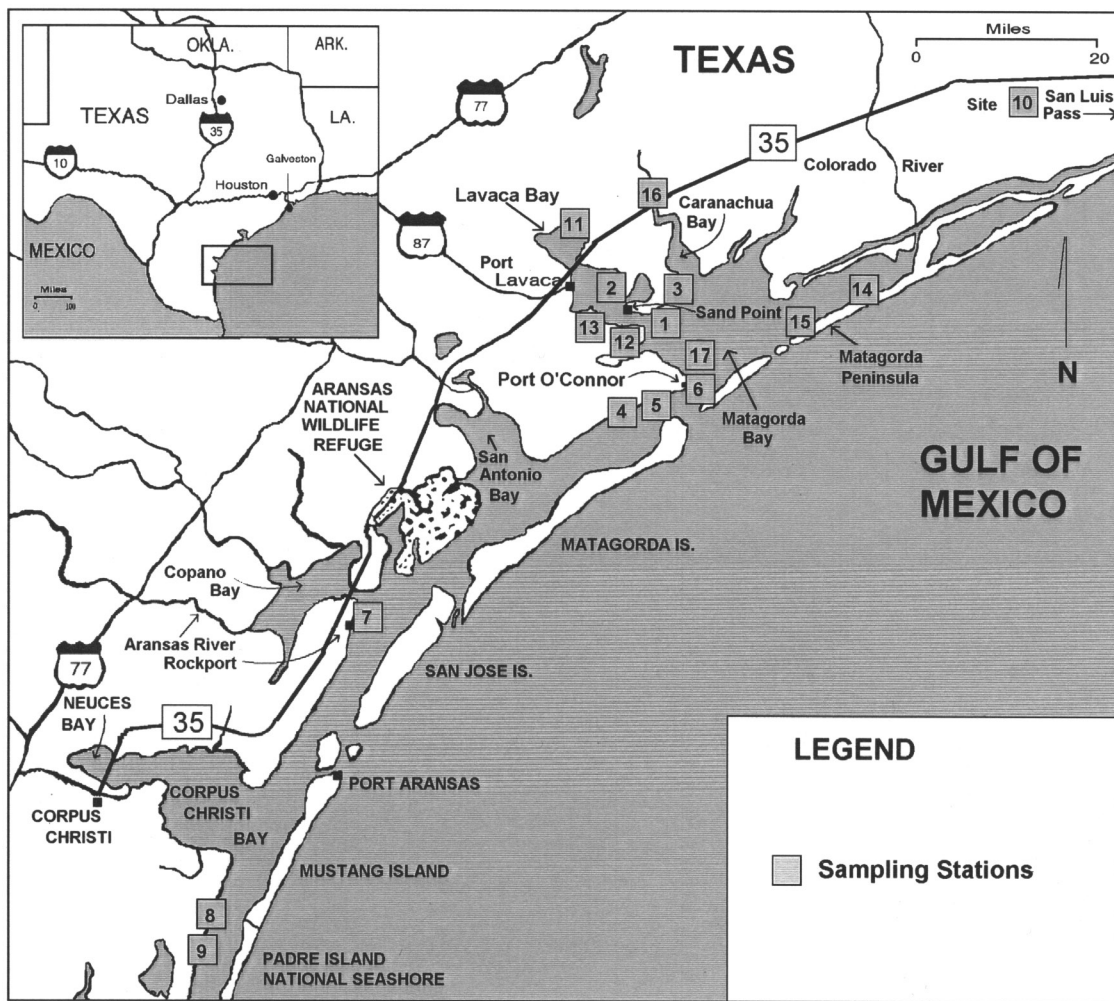 OKLA.
ARK.
Dallas
TEXAS
35
LA.
10
Galveston
Houston
MEXICO
Miles
0 100
Miles
0 20
TEXAS
77
Site 10 San Luis
Pass
35
Colorado River
16
Caranachua
Bay
Lavaca Bay
11
87
Port
Lavaca
2
3
14
Sand Point
1
15
13
12
17
Matagorda
Peninsula
Port O'Connor
6
N
ARANSAS
NATIONAL
WILDLIFE
REFUGE
4
5
Matagorda
Bay
San
Antonio
Bay
GULF OF
MEXICO
MATAGORDA IS.
Copano
Bay
7
Aransas River
Rockport
77
SAN JOSE IS.
NEUCES
BAY
35
LEGEND
PORT ARANSAS
CORPUS
CHRISTI
CORPUS
CHRISTI
BAY
MUSTANG ISLAND
Sampling Stations
8
9
PADRE ISLAND
NATIONAL SEASHORE